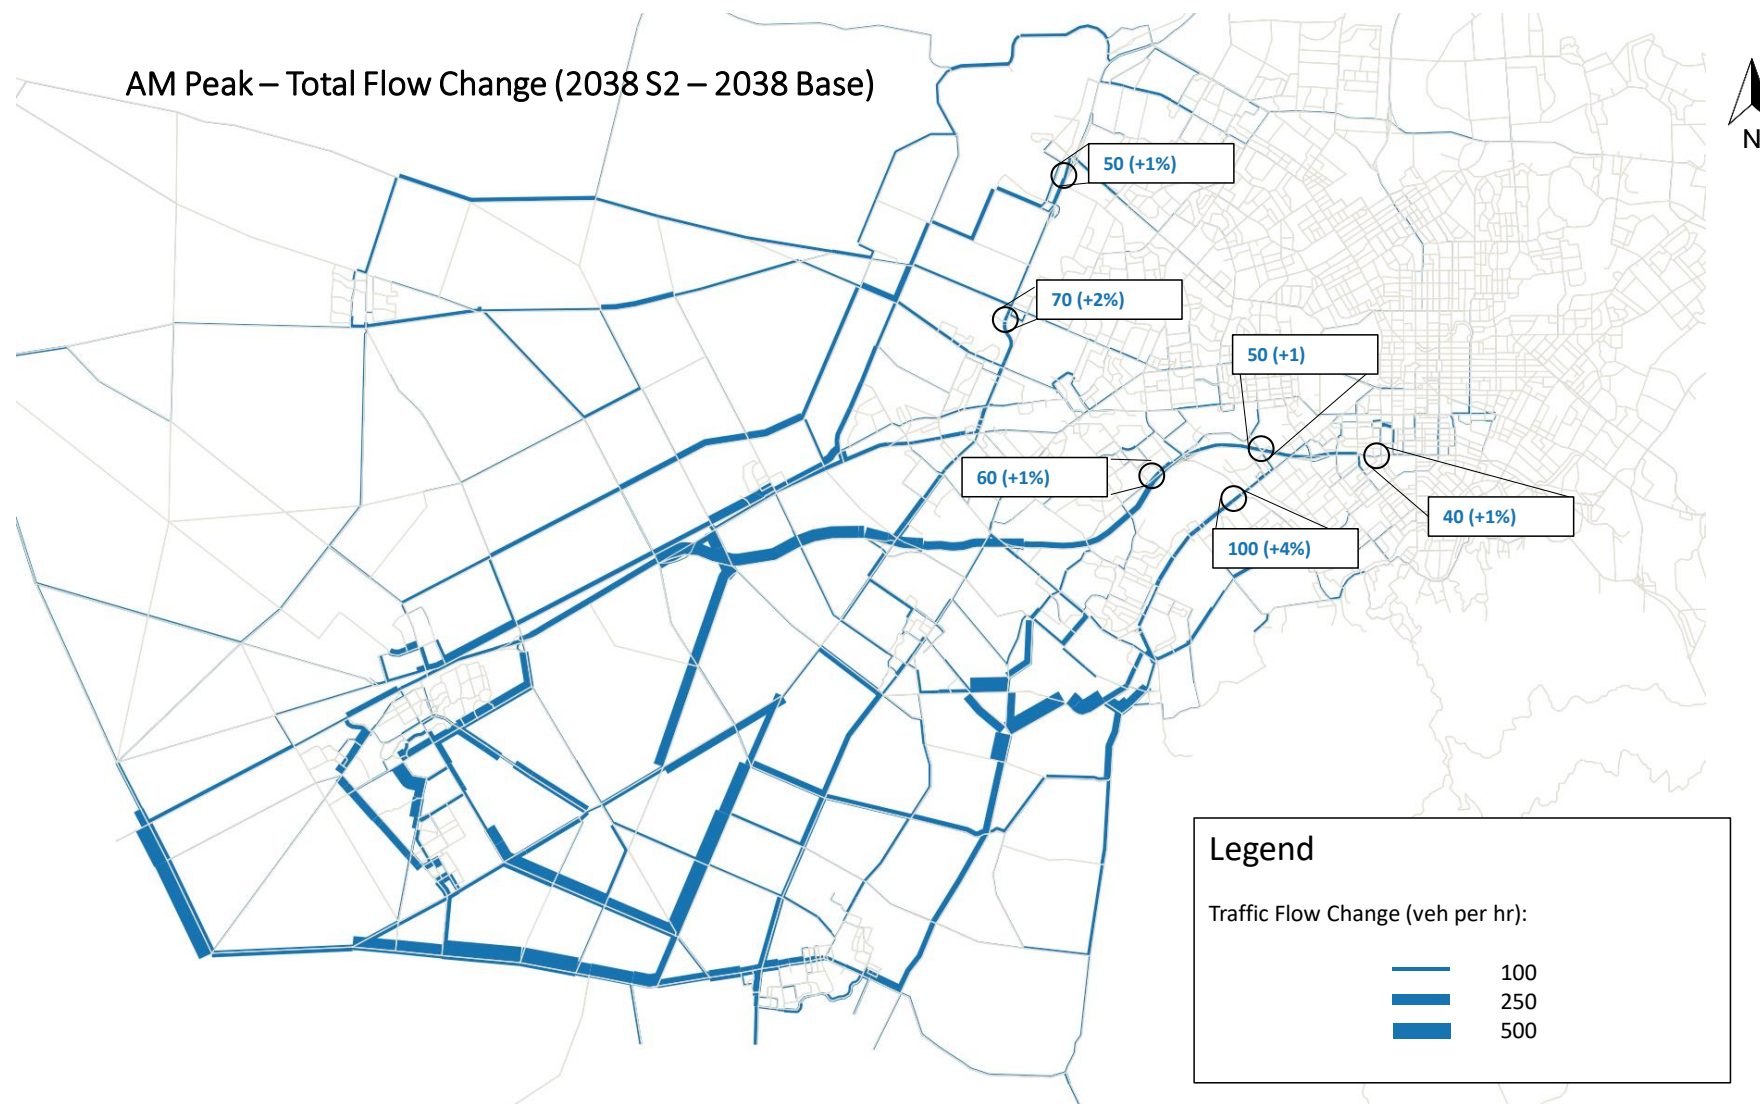 AM Peak – Total Flow Change (2038 S2 – 2038 Base)
N
50 (+1%)
70 (+2%)
50 (+1)
60 (+1%)
40 (+1%)
100 (+4%)
Legend
Traffic Flow Change (veh per hr):
100
250
500